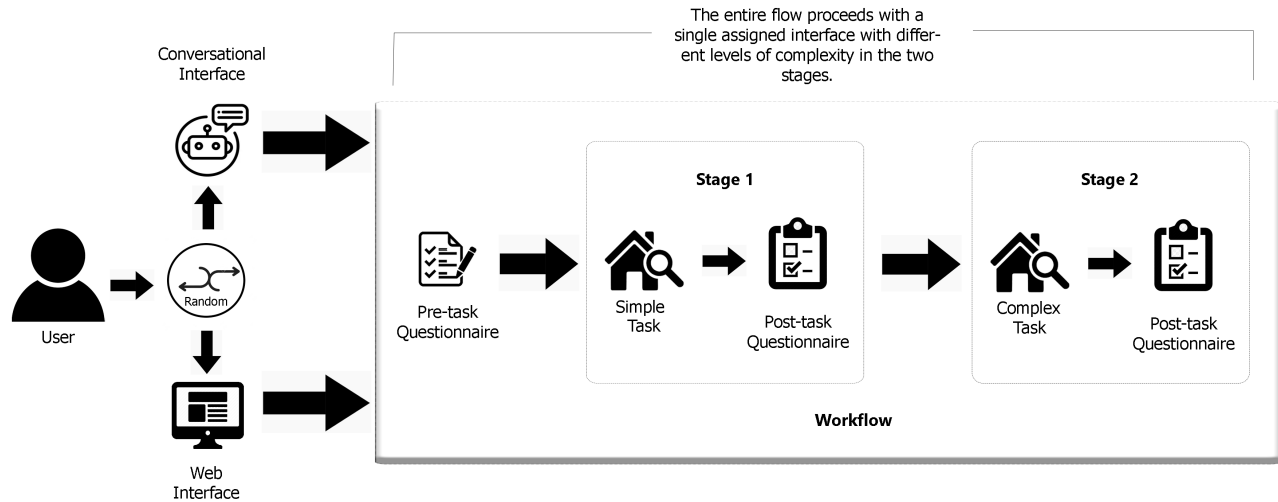 The entire flow proceeds with a
single assigned interface with differ-
ent levels of complexity in the two
stages.
Conversational
Interface
Random
User
Web
Interface
Pre-task
Questionnaire
Stage 1
Simple
Task
Post-task
Questionnaire
Stage 2
Complex
Task
Post-task
Questionnaire
Workflow